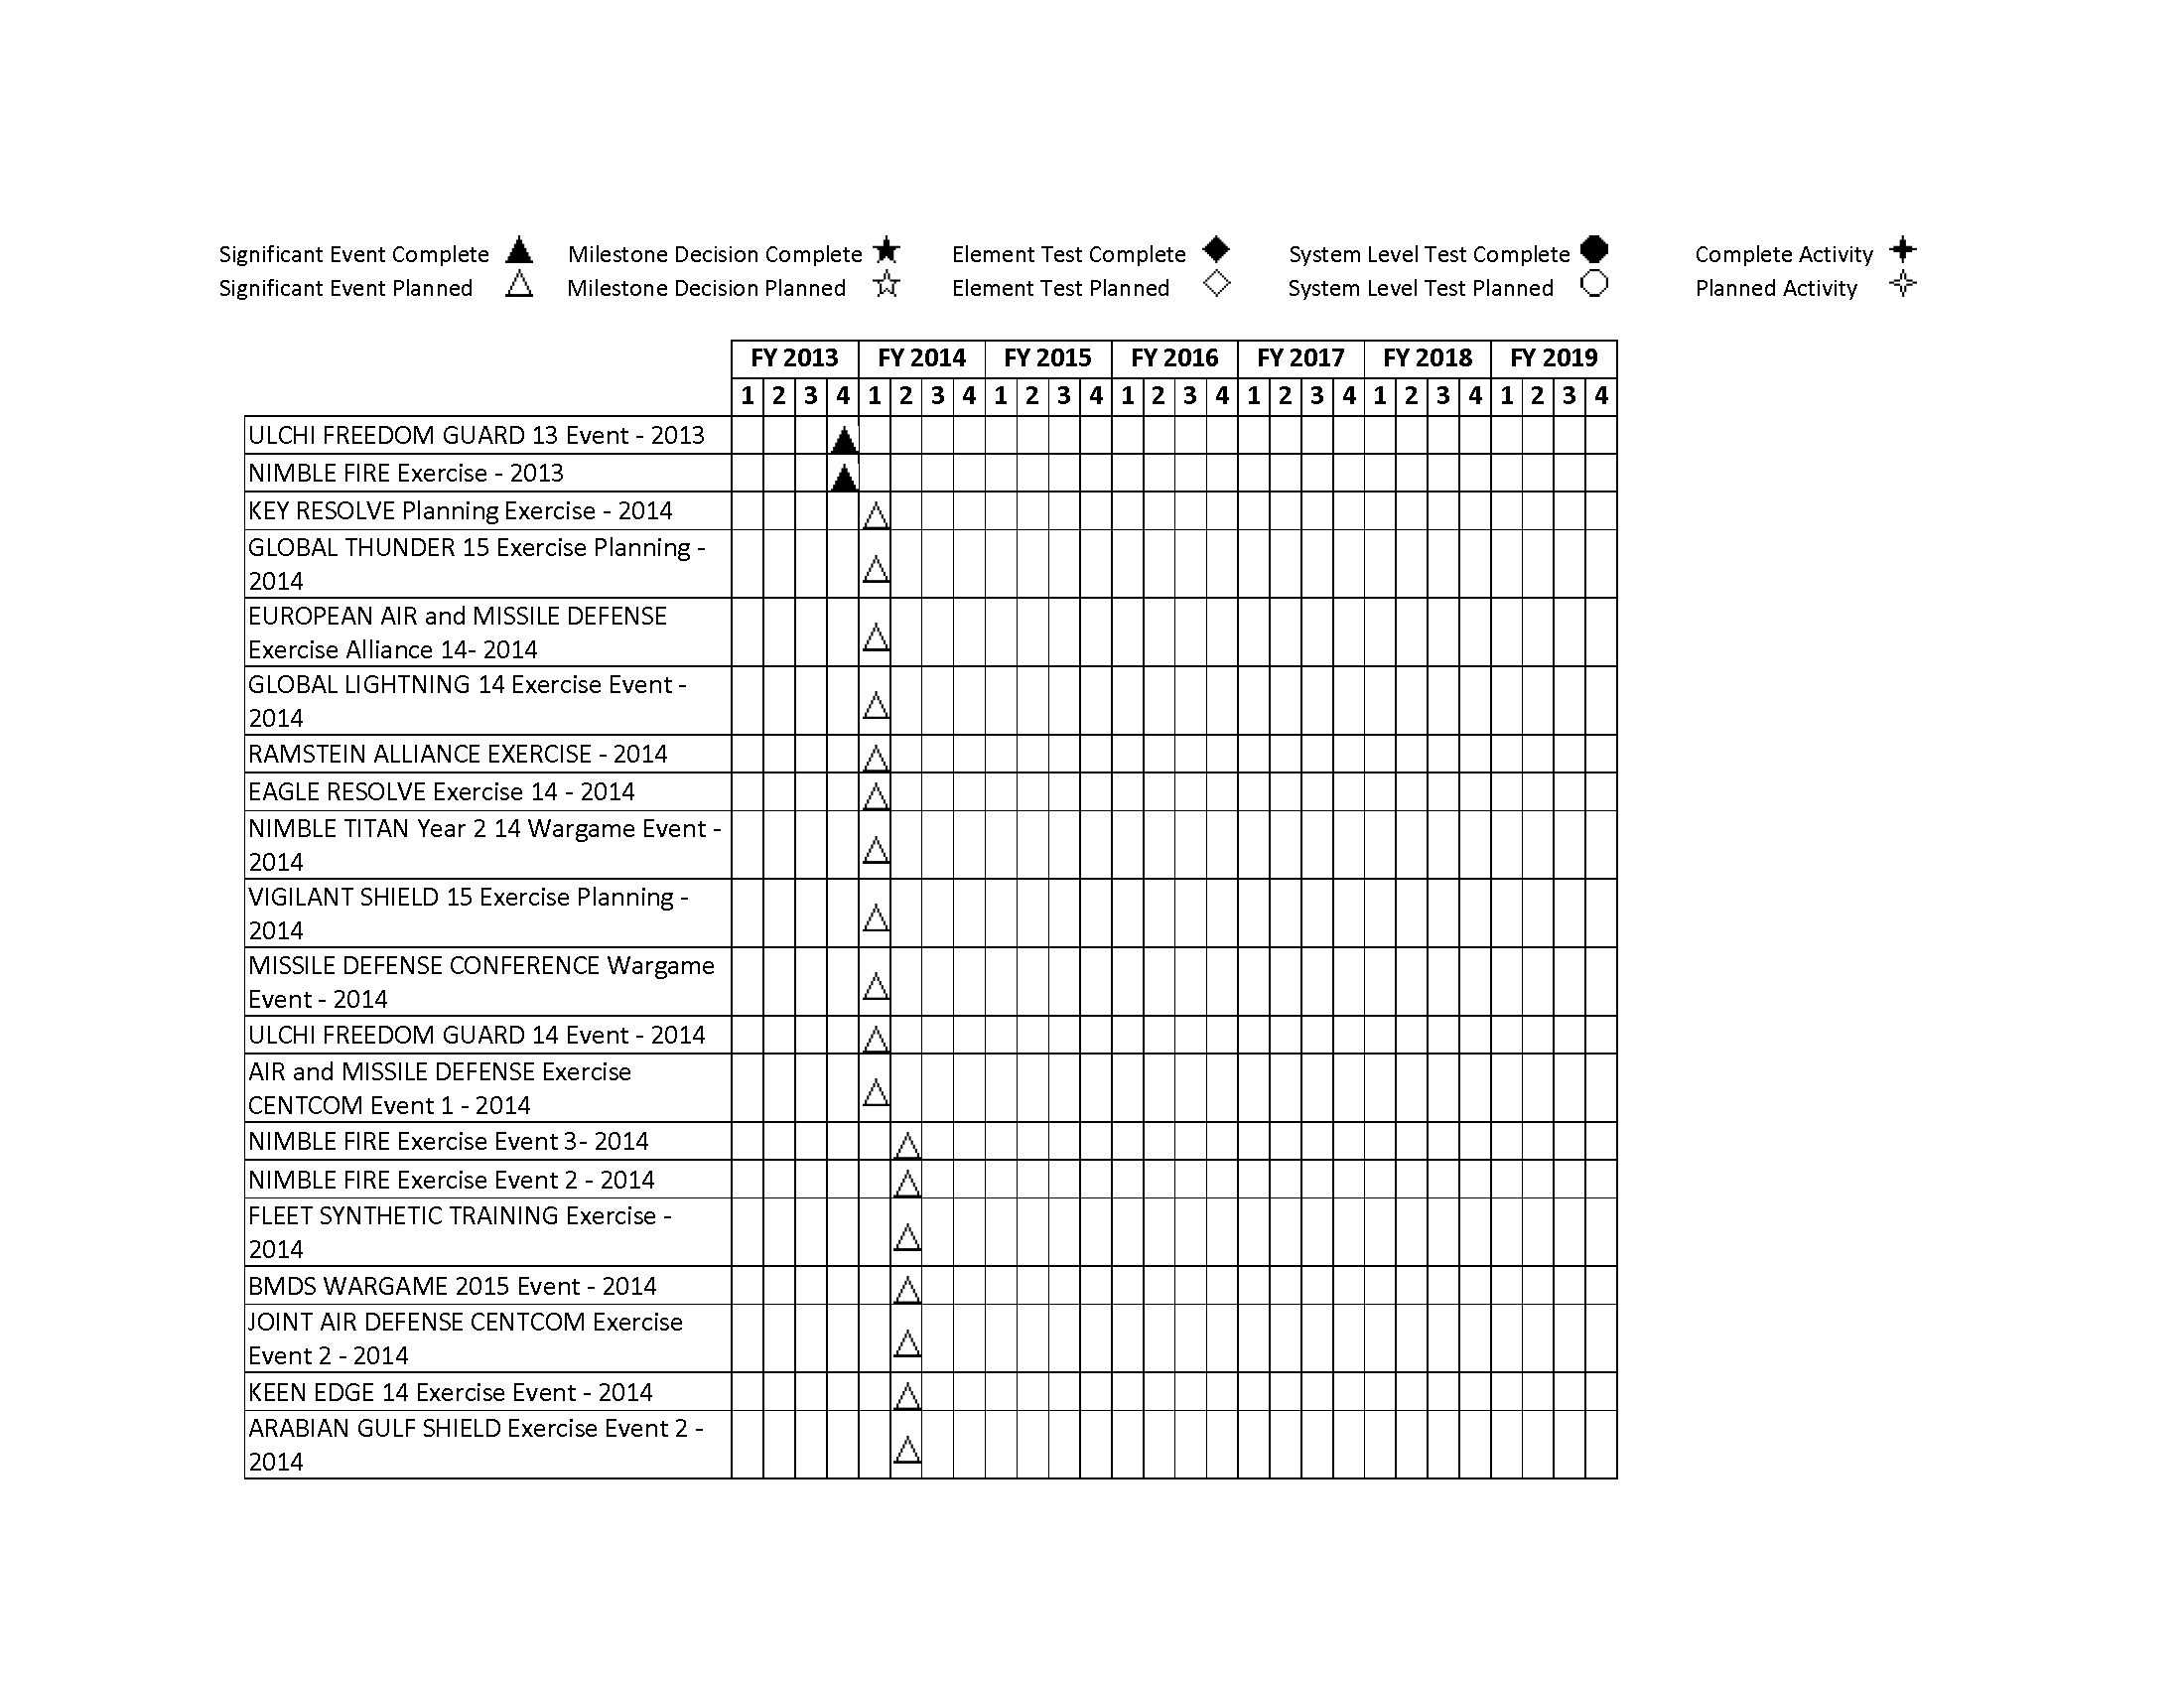 Significant Event Complete Milestone Decision Complete Element Test Complete System Level Test Complete Complete Activity
Significant Event Planned Milestone Decision Planned Element Test Planned System Level Test Planned Planned Activity
FY 2013 FY 2014 FY 2015 FY 2016 FY 2017 FY 2018 FY 2019
1 2 3 4 1 2 3 4 1 2 3 4 1 2 3 4 1 2 3 4 1 2 3 4 1 2 3 4
ULCHI FREEDOM GUARD 13 Event - 2013
NIMBLE FIRE Exercise - 2013
KEY RESOLVE Planning Exercise - 2014
GLOBAL THUNDER 15 Exercise Planning -
2014
EUROPEAN AIR and MISSILE DEFENSE
Exercise Alliance 14- 2014
GLOBAL LIGHTNING 14 Exercise Event -
2014
RAMSTEIN ALLIANCE EXERCISE - 2014
EAGLE RESOLVE Exercise 14 - 2014
NIMBLE TITAN Year 2 14 Wargame Event -
2014
VIGILANT SHIELD 15 Exercise Planning -
2014
MISSILE DEFENSE CONFERENCE Wargame
Event - 2014
ULCHI FREEDOM GUARD 14 Event - 2014
AIR and MISSILE DEFENSE Exercise
CENTCOM Event 1 - 2014
NIMBLE FIRE Exercise Event 3- 2014
NIMBLE FIRE Exercise Event 2 - 2014
FLEET SYNTHETIC TRAINING Exercise -
2014
BMDS WARGAME 2015 Event - 2014
JOINT AIR DEFENSE CENTCOM Exercise
Event 2 - 2014
KEEN EDGE 14 Exercise Event - 2014
ARABIAN GULF SHIELD Exercise Event 2 -
2014